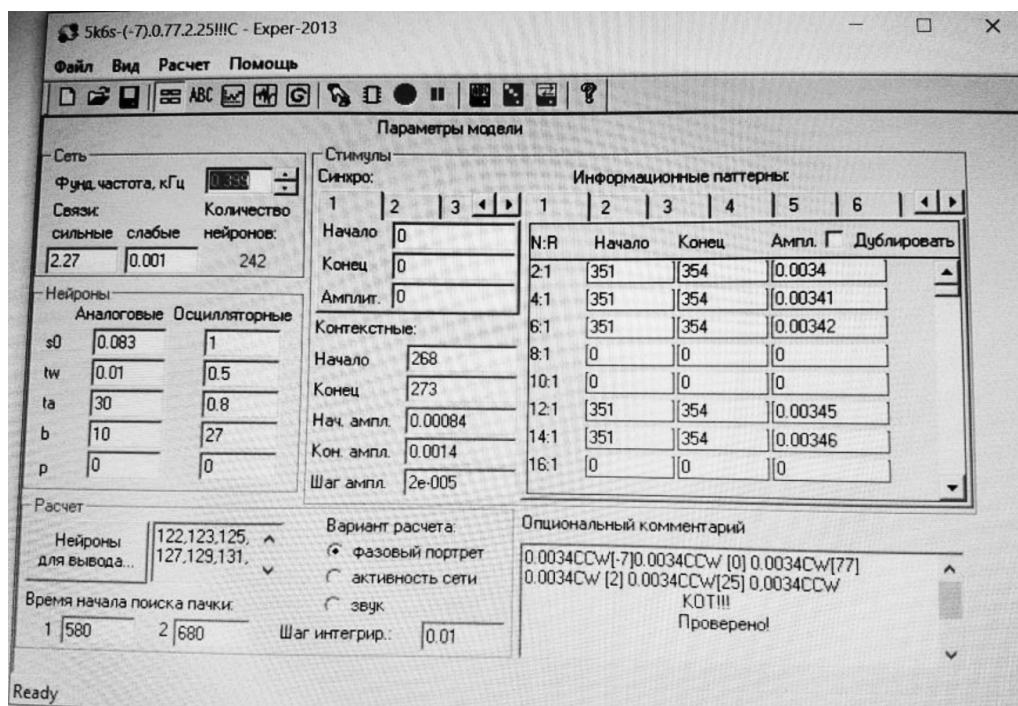 5k6s-(-7).0.77.2.25!!!C - Exper-2013
Файл Вид Расчет Помощь
ABC
Параметры модели
Сеть
Фунд. частота, кГц
Связи: Количество
сильные слабые нейронов:
2.27 0.001 242
Нейроны
Аналоговые Осцилляторные
s0 0.083 1
tw 0.01 0.5
ta 30 0.8
b 10 27
p 0 0
Стимулы
Синхро:
1 2 3
Начало 0
Конец 0
Амплит. 0
Контекстные:
Начало 268
Конец 273
Нач. ампл. 0.00084
Кон. ампл. 0.0014
Шаг ампл. 2e-005
Информационные паттерны:
1 2 3 4 5 6
N:R Начало Конец Ампл. Дублировать
2:1 351 354 0.0034
4:1 351 354 0.00341
6:1 351 354 0.00342
8:1 0 0 0
10:1 0 0 0
12:1 351 354 0.00345
14:1 351 354 0.00346
16:1 0 0 0
Расчет
Нейроны
для вывода...
122,123,125,
127,129,131,
Время начала поиска пачки:
1 580 2 680
Вариант расчета:
фазовый портрет
активность сети
звук
Шаг интегрир.: 0.01
Опциональный комментарий
0.0034CCW[-7]0.0034CCW [0] 0.0034CW[77]
0.0034CW [2] 0.0034CCW[25] 0,0034CCW
КОТ!!!
Проверено!
Ready